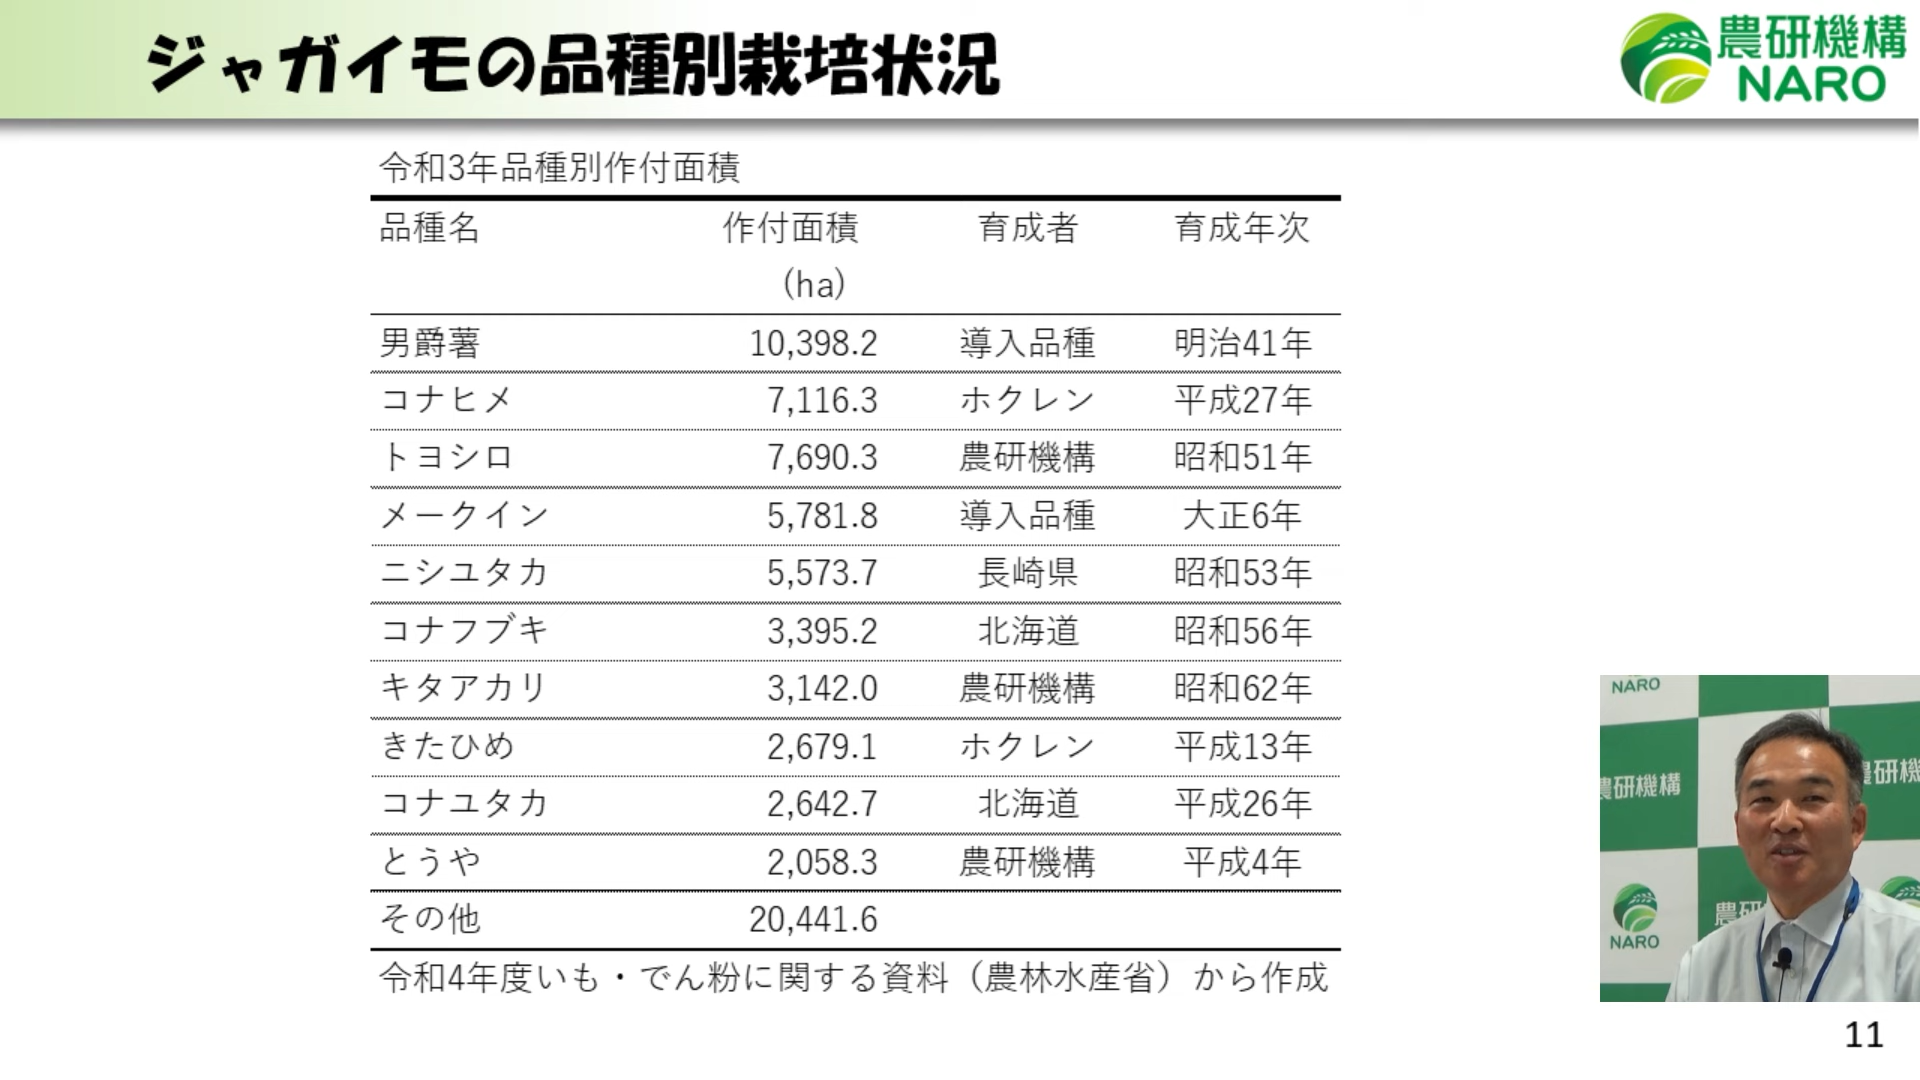 ジャガイモの品種別栽培状況
農研機構
NARO
令和3年品種別作付面積
品種名 作付面積 育成者 育成年次
(ha)
男爵薯 10,398.2 導入品種 明治41年
コナヒメ 7,116.3 ホクレン 平成27年
トヨシロ 7,690.3 農研機構 昭和51年
メークイン 5,781.8 導入品種 大正6年
ニシユタカ 5,573.7 長崎県 昭和53年
コナフブキ 3,395.2 北海道 昭和56年
キタアカリ 3,142.0 農研機構 昭和62年
きたひめ 2,679.1 ホクレン 平成13年
コナユタカ 2,642.7 北海道 平成26年
とうや 2,058.3 農研機構 平成4年
その他 20,441.6
令和4年度いも・でん粉に関する資料（農林水産省）から作成
NARO
農研機構
農研機
農研
NARO
11